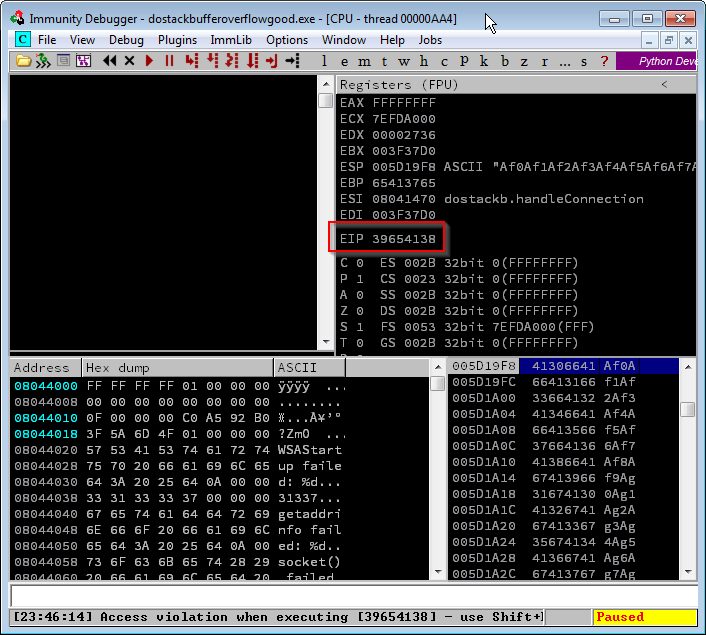 Immunity Debugger - dostackbufferoverflowgood.exe - [CPU - thread 00000AA4]
C File View Debug Plugins ImmLib Options Window Help Jobs
l e m t w h c P k b z r ... s ? Python Deve
Registers (FPU) <
EAX FFFFFFFF
ECX 7EFDA000
EDX 00002736
EBX 003F37D0
ESP 005D19F8 ASCII "Af0Af1Af2Af3Af4Af5Af6Af7A
EBP 65413765
ESI 08041470 dostackb.handleConnection
EDI 003F37D0
EIP 39654138
C 0 ES 002B 32bit 0(FFFFFFFF)
P 1 CS 0023 32bit 0(FFFFFFFF)
A 0 SS 002B 32bit 0(FFFFFFFF)
Z 0 DS 002B 32bit 0(FFFFFFFF)
S 1 FS 0053 32bit 7EFDA000(FFF)
T 0 GS 002B 32bit 0(FFFFFFFF)
Address Hex dump ASCII
08044000 FF FF FF FF 01 00 00 00 ÿÿÿÿ ...
08044008 00 00 00 00 00 00 00 00 ........
08044010 0F 00 00 00 C0 A5 92 B0 ...À¥’°
08044018 3F 5A 6D 4F 01 00 00 00 ?ZmO ...
08044020 57 53 41 53 74 61 72 74 WSAStart
08044028 75 70 20 66 61 69 6C 65 up faile
08044030 64 3A 20 25 64 0A 00 00 d: %d...
08044038 33 31 33 33 37 00 00 00 31337...
08044040 67 65 74 61 64 64 72 69 getaddri
08044048 6E 66 6F 20 66 61 69 6C nfo fail
08044050 65 64 3A 20 25 64 0A 00 ed: %d..
08044058 73 6F 63 6B 65 74 28 29 socket()
08044060 20 66 61 69 6C 65 64 20 failed
005D19F8 41306641 Af0A
005D19FC 66413166 f1Af
005D1A00 33664132 2Af3
005D1A04 41346641 Af4A
005D1A08 66413566 f5Af
005D1A0C 37664136 6Af7
005D1A10 41386641 Af8A
005D1A14 67413966 f9Ag
005D1A18 31674130 0Ag1
005D1A1C 41326741 Ag2A
005D1A20 67413367 g3Ag
005D1A24 35674134 4Ag5
005D1A28 41366741 Ag6A
005D1A2C 67413767 g7Ag
[23:46:14] Access violation when executing [39654138] - use Shift+
Paused